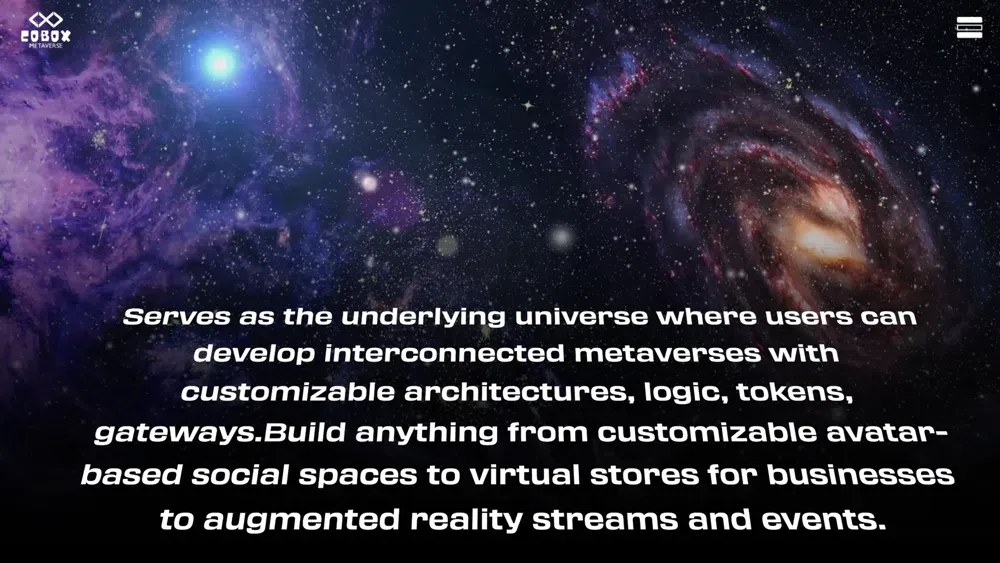 COBOX
METAVERSE
Serves as the underlying universe where users can
develop interconnected metaverses with
customizable architectures, logic, tokens,
gateways.Build anything from customizable avatar-
based social spaces to virtual stores for businesses
to augmented reality streams and events.